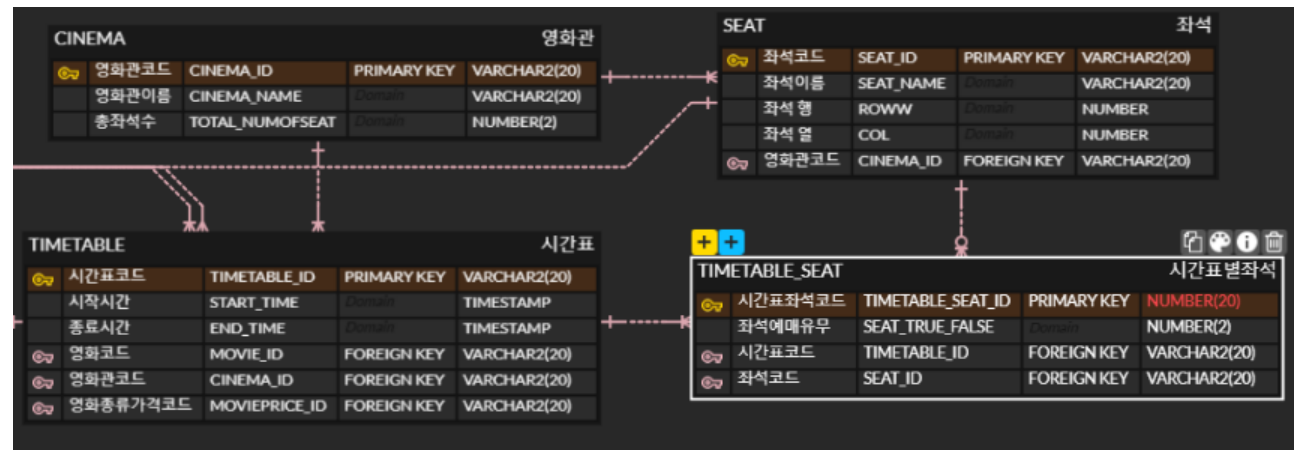 CINEMA 영화관
영화관코드 CINEMA_ID PRIMARY KEY VARCHAR2(20)
영화관이름 CINEMA_NAME Domain VARCHAR2(20)
총좌석수 TOTAL_NUMOFSEAT Domain NUMBER(2)
SEAT 좌석
좌석코드 SEAT_ID PRIMARY KEY VARCHAR2(20)
좌석이름 SEAT_NAME Domain VARCHAR2(20)
좌석 행 ROWW Domain NUMBER
좌석 열 COL Domain NUMBER
영화관코드 CINEMA_ID FOREIGN KEY VARCHAR2(20)
TIMETABLE 시간표
시간표코드 TIMETABLE_ID PRIMARY KEY VARCHAR2(20)
시작시간 START_TIME Domain TIMESTAMP
종료시간 END_TIME Domain TIMESTAMP
영화코드 MOVIE_ID FOREIGN KEY VARCHAR2(20)
영화관코드 CINEMA_ID FOREIGN KEY VARCHAR2(20)
영화종류가격코드 MOVIEPRICE_ID FOREIGN KEY VARCHAR2(20)
TIMETABLE_SEAT 시간표별좌석
시간표좌석코드 TIMETABLE_SEAT_ID PRIMARY KEY NUMBER(20)
좌석예매유무 SEAT_TRUE_FALSE Domain NUMBER(2)
시간표코드 TIMETABLE_ID FOREIGN KEY VARCHAR2(20)
좌석코드 SEAT_ID FOREIGN KEY VARCHAR2(20)